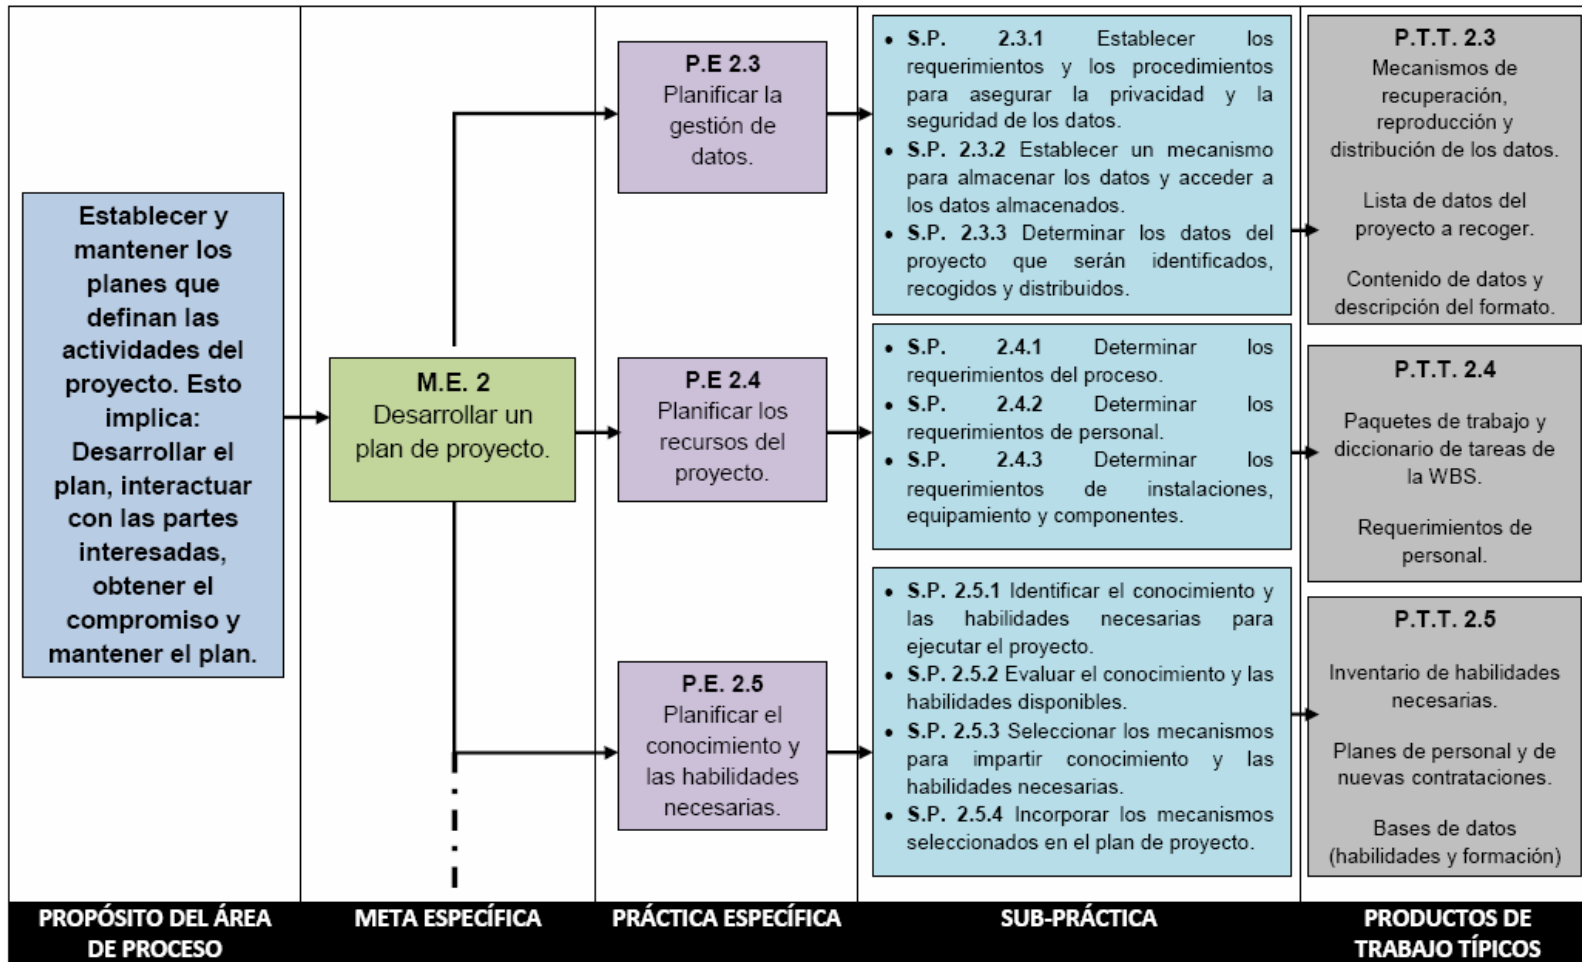 Establecer y
mantener los
planes que
definan las
actividades del
proyecto. Esto
implica:
Desarrollar el
plan, interactuar
con las partes
interesadas,
obtener el
compromiso y
mantener el plan.
M.E. 2
Desarrollar un
plan de proyecto.
P.E 2.3
Planificar la
gestión de
datos.
• S.P. 2.3.1 Establecer los
requerimientos y los procedimientos
para asegurar la privacidad y la
seguridad de los datos.
• S.P. 2.3.2 Establecer un mecanismo
para almacenar los datos y acceder a
los datos almacenados.
• S.P. 2.3.3 Determinar los datos del
proyecto que serán identificados,
recogidos y distribuidos.
P.T.T. 2.3
Mecanismos de
recuperación,
reproducción y
distribución de los datos.
Lista de datos del
proyecto a recoger.
Contenido de datos y
descripción del formato.
P.E 2.4
Planificar los
recursos del
proyecto.
• S.P. 2.4.1 Determinar los
requerimientos del proceso.
• S.P. 2.4.2 Determinar los
requerimientos de personal.
• S.P. 2.4.3 Determinar los
requerimientos de instalaciones,
equipamiento y componentes.
P.T.T. 2.4
Paquetes de trabajo y
diccionario de tareas de
la WBS.
Requerimientos de
personal.
P.E. 2.5
Planificar el
conocimiento y
las habilidades
necesarias.
• S.P. 2.5.1 Identificar el conocimiento y
las habilidades necesarias para
ejecutar el proyecto.
• S.P. 2.5.2 Evaluar el conocimiento y las
habilidades disponibles.
• S.P. 2.5.3 Seleccionar los mecanismos
para impartir conocimiento y las
habilidades necesarias.
• S.P. 2.5.4 Incorporar los mecanismos
seleccionados en el plan de proyecto.
P.T.T. 2.5
Inventario de habilidades
necesarias.
Planes de personal y de
nuevas contrataciones.
Bases de datos
(habilidades y formación)
PROPÓSITO DEL ÁREA
DE PROCESO
META ESPECÍFICA
PRÁCTICA ESPECÍFICA
SUB-PRÁCTICA
PRODUCTOS DE
TRABAJO TÍPICOS